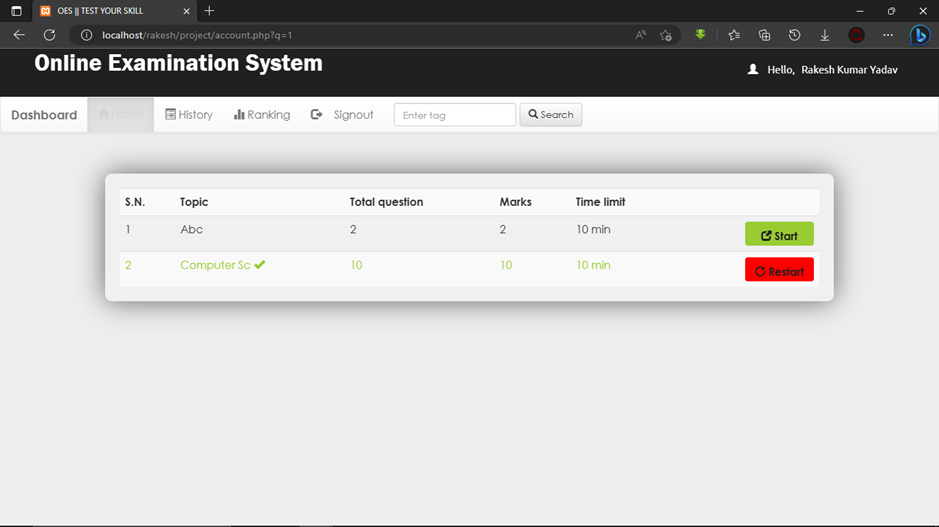 OES || TEST YOUR SKILL
localhost/rakesh/project/account.php?q=1
Online Examination System
Hello, Rakesh Kumar Yadav
Dashboard Home History Ranking Signout Enter tag Search
S.N. Topic Total question Marks Time limit
1 Abc 2 2 10 min Start
2 Computer Sc 10 10 10 min Restart